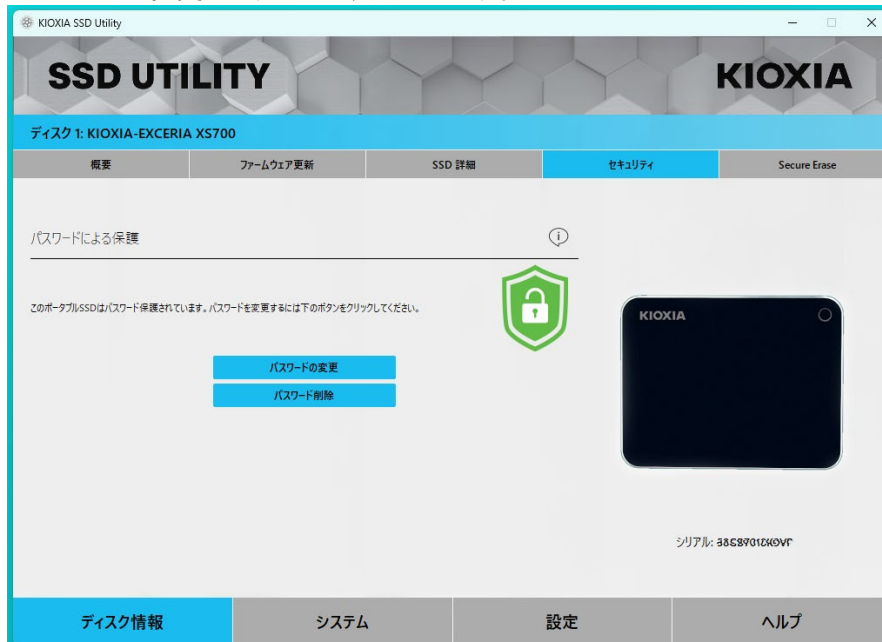 KIOXIA SSD Utility
SSD UTILITY
KIOXIA
ディスク 1: KIOXIA-EXCERIA XS700
概要
ファームウェア更新
SSD 詳細
セキュリティ
Secure Erase
パスワードによる保護
このポータブルSSDはパスワード保護されています。パスワードを変更するには下のボタンをクリックしてください。
パスワードの変更
パスワード削除
KIOXIA
シリアル:
ディスク情報
システム
設定
ヘルプ